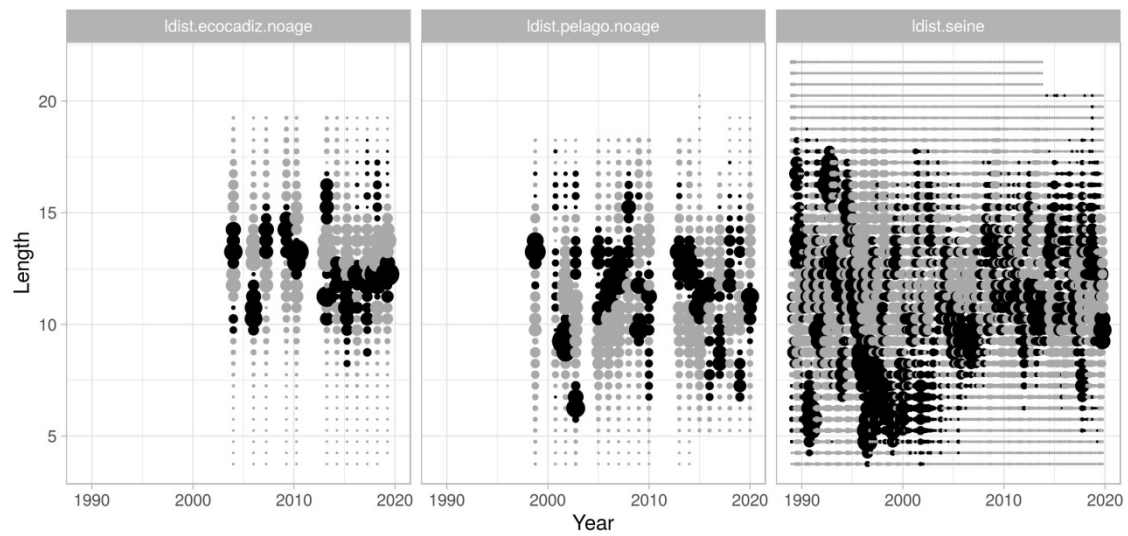 ldist.ecocadiz.noage ldist.pelago.noage ldist.seine
20
15
10
5
Length
1990 2000 2010 2020 1990 2000 2010 2020 1990 2000 2010 2020
Year